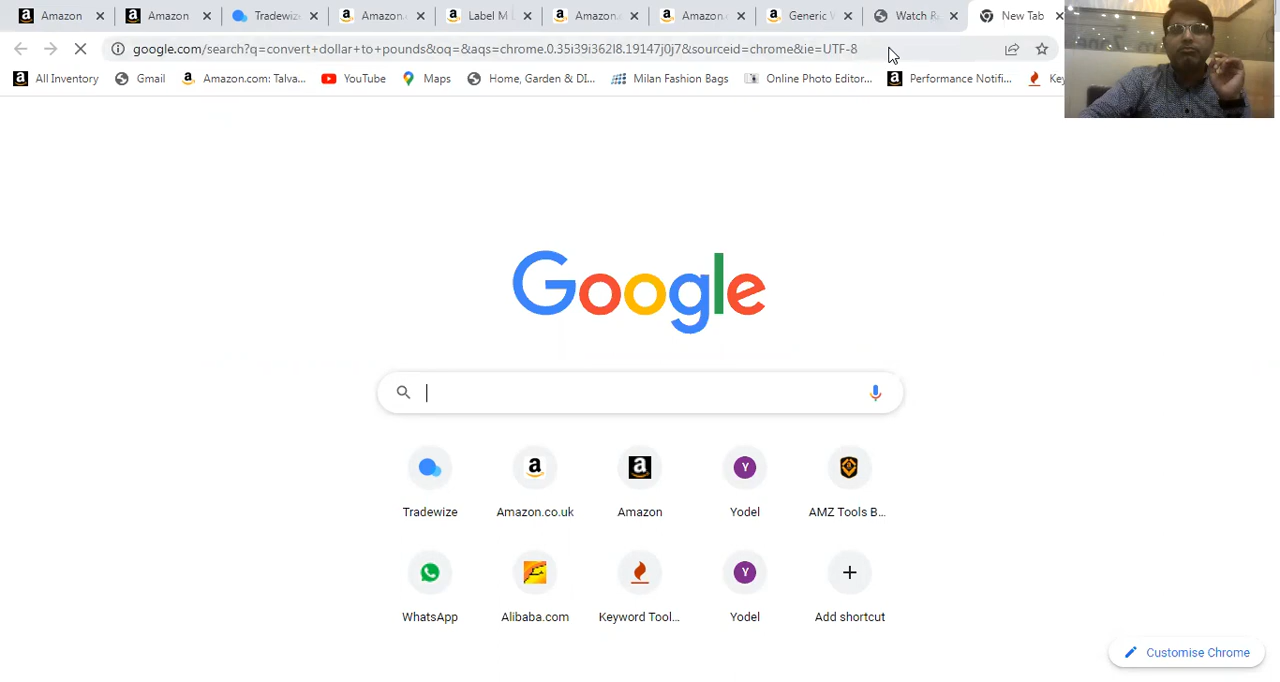 Amazon
Amazon
Tradewiz
Amazon.
Label M
Amazon.
Amazon.
Generic
Watch R
New Tab
google.com/search?q=convert+dollar+to+pounds&oq=&aqs=chrome.0.35i39i362l8.19147j0j7&sourceid=chrome&ie=UTF-8
All Inventory
Gmail
Amazon.com: Talva...
YouTube
Maps
Home, Garden & DI...
Milan Fashion Bags
Online Photo Editor...
Performance Notifi...
Google
Tradewize
Amazon.co.uk
Amazon
Y
Yodel
AMZ Tools B...
WhatsApp
Alibaba.com
Keyword Tool...
Y
Yodel
Add shortcut
Customise Chrome